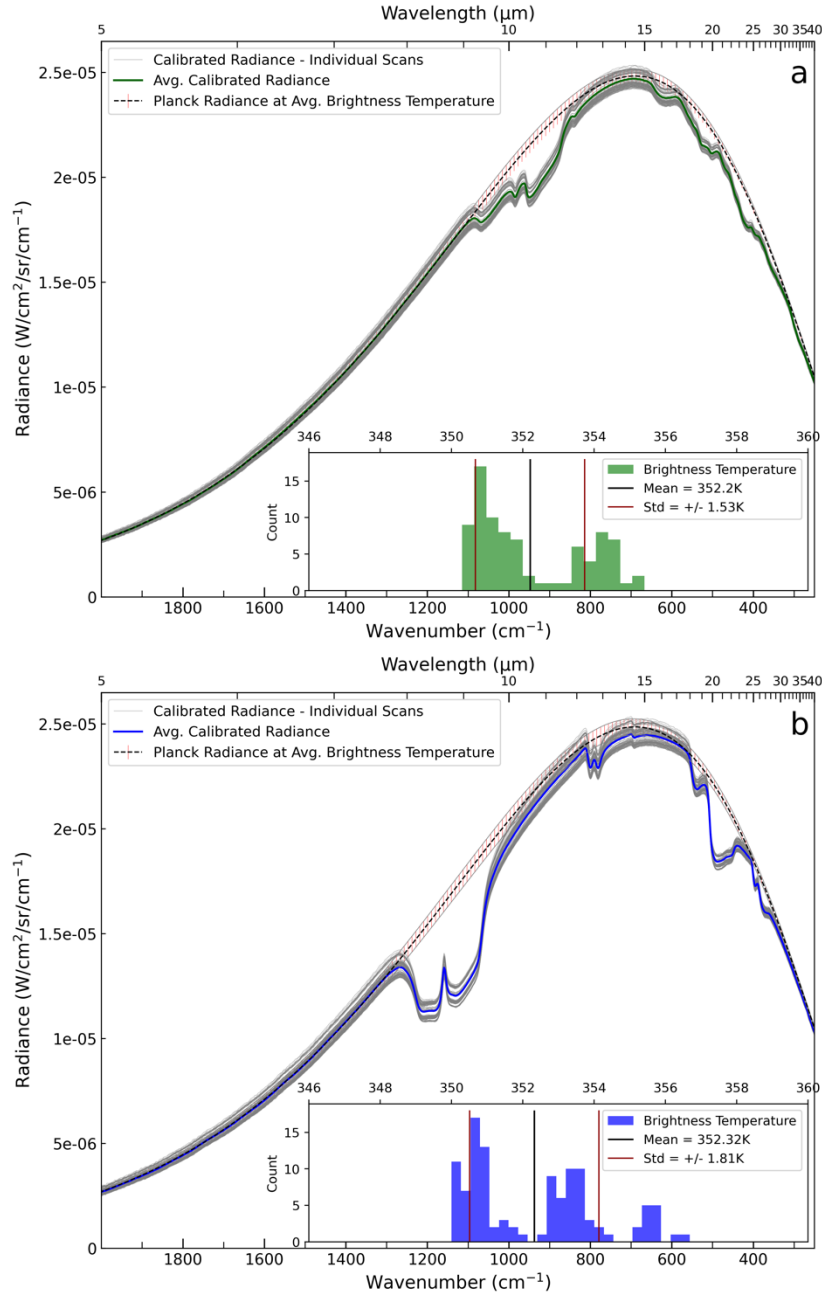 Wavelength (μm)
5 10 15 20 25 30 3540
Calibrated Radiance - Individual Scans
Avg. Calibrated Radiance
Planck Radiance at Avg. Brightness Temperature
a
2.5e-05
2e-05
1.5e-05
1e-05
5e-06
0
Radiance (W/cm²/sr/cm⁻¹)
346 348 350 352 354 356 358 360
15
10
5
0
Count
Brightness Temperature
Mean = 352.2K
Std = +/- 1.53K
1800 1600 1400 1200 1000 800 600 400
Wavenumber (cm⁻¹)
Wavelength (μm)
5 10 15 20 25 30 3540
Calibrated Radiance - Individual Scans
Avg. Calibrated Radiance
Planck Radiance at Avg. Brightness Temperature
b
2.5e-05
2e-05
1.5e-05
1e-05
5e-06
0
Radiance (W/cm²/sr/cm⁻¹)
346 348 350 352 354 356 358 360
15
10
5
0
Count
Brightness Temperature
Mean = 352.32K
Std = +/- 1.81K
1800 1600 1400 1200 1000 800 600 400
Wavenumber (cm⁻¹)